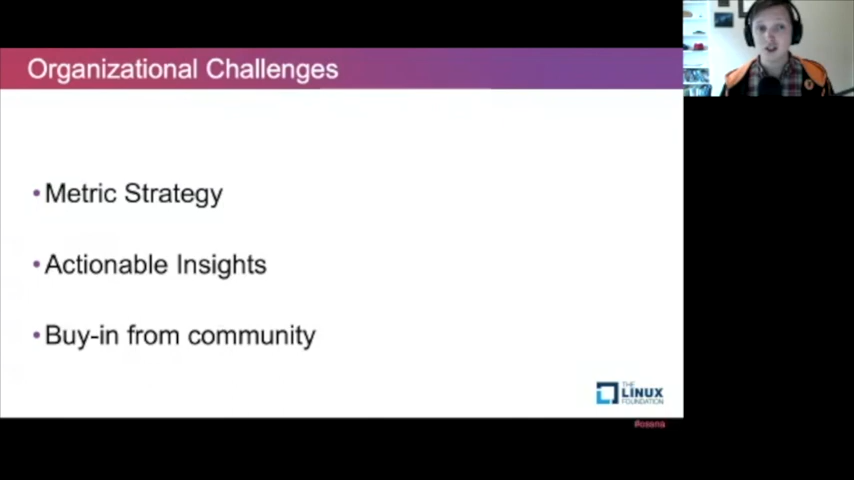 Organizational Challenges
•Metric Strategy
•Actionable Insights
•Buy-in from community
THE
LINUX
FOUNDATION
#ossna